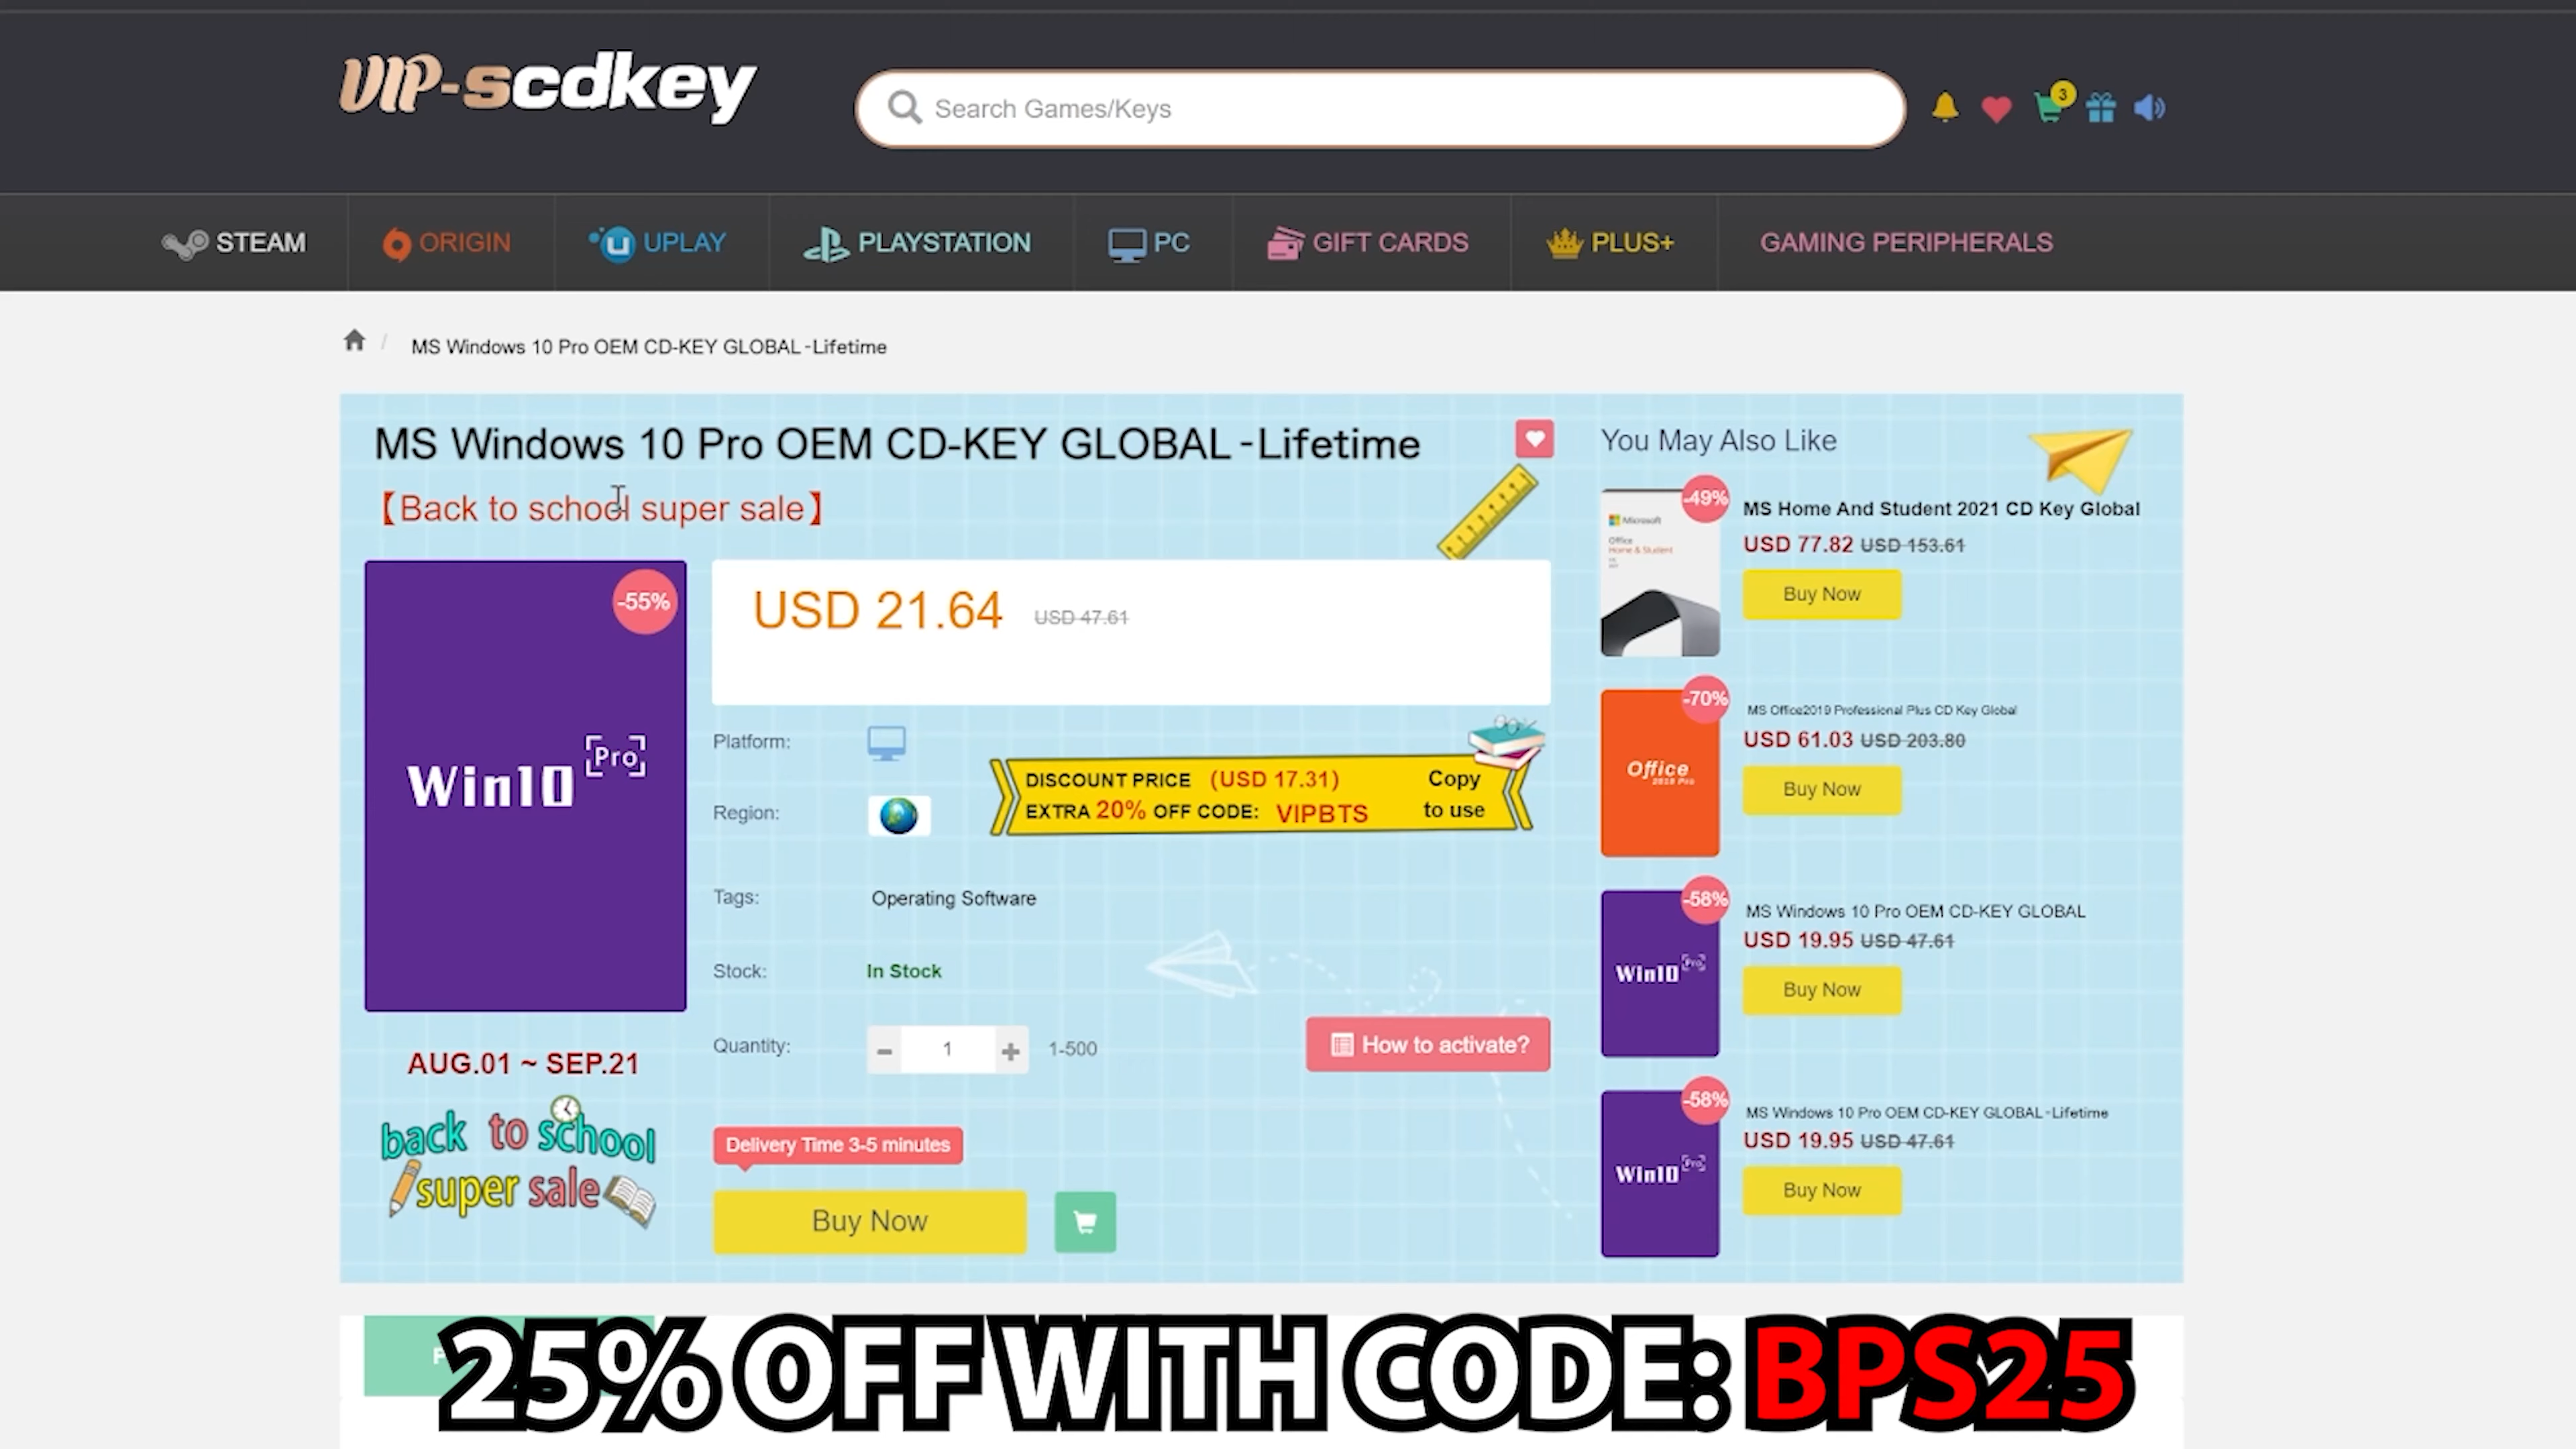 VIP-scdkey
Search Games/Keys
3
STEAM
ORIGIN
UPLAY
PLAYSTATION
PC
GIFT CARDS
PLUS+
GAMING PERIPHERALS
/ MS Windows 10 Pro OEM CD-KEY GLOBAL -Lifetime
MS Windows 10 Pro OEM CD-KEY GLOBAL -Lifetime
【Back to school super sale】
-55%
Win10 [Pro]
AUG.01 ~ SEP.21
back to school
super sale
USD 21.64 USD 47.61
Platform:
Region:
DISCOUNT PRICE (USD 17.31)
EXTRA 20% OFF CODE: VIPBTS
Copy
to use
Tags: Operating Software
Stock: In Stock
Quantity: - 1 + 1-500
How to activate?
Delivery Time 3-5 minutes
Buy Now
You May Also Like
-49%
Microsoft
Office
Home & Student
MS Home And Student 2021 CD Key Global
USD 77.82 USD 153.61
Buy Now
-70%
Office
2019 Pro
MS Office2019 Professional Plus CD Key Global
USD 61.03 USD 203.80
Buy Now
-58%
Win10 [Pro]
MS Windows 10 Pro OEM CD-KEY GLOBAL
USD 19.95 USD 47.61
Buy Now
-58%
Win10 [Pro]
MS Windows 10 Pro OEM CD-KEY GLOBAL -Lifetime
USD 19.95 USD 47.61
Buy Now
25% OFF WITH CODE: BPS25